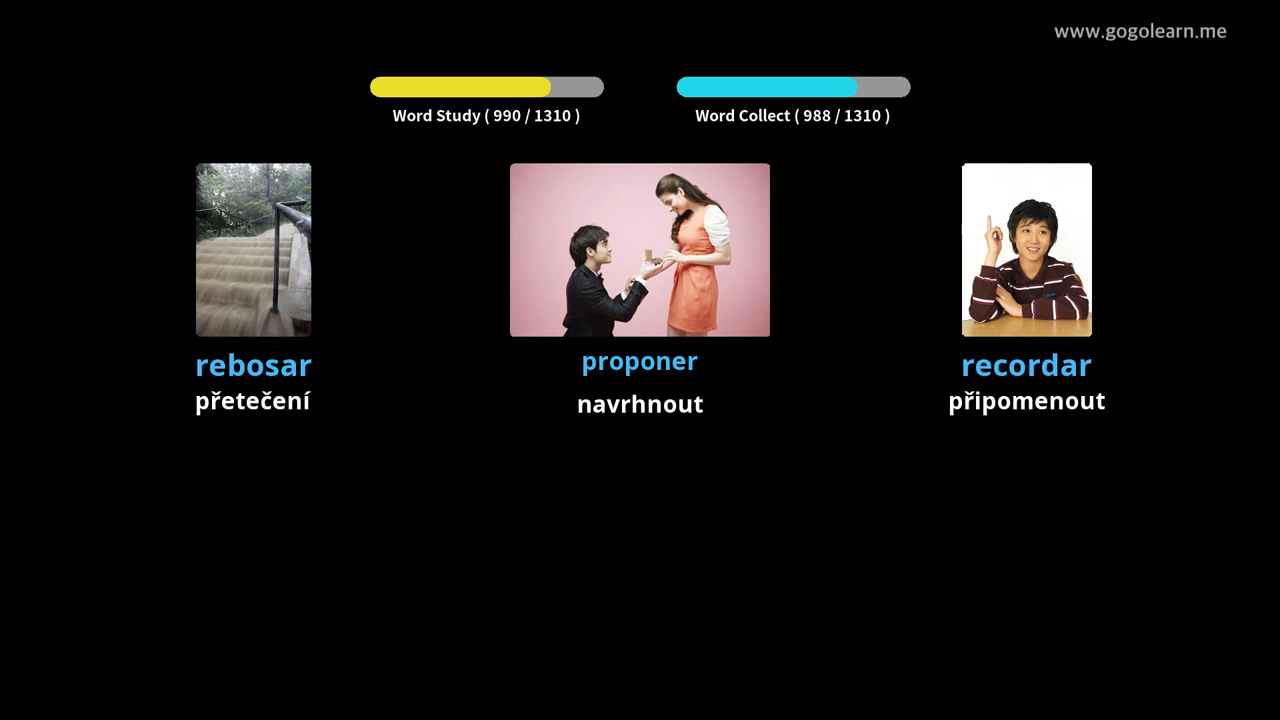 www.gogolearn.me
Word Study ( 990 / 1310 )
Word Collect ( 988 / 1310 )
rebosar
přetečení
proponer
navrhnout
recordar
připomenout